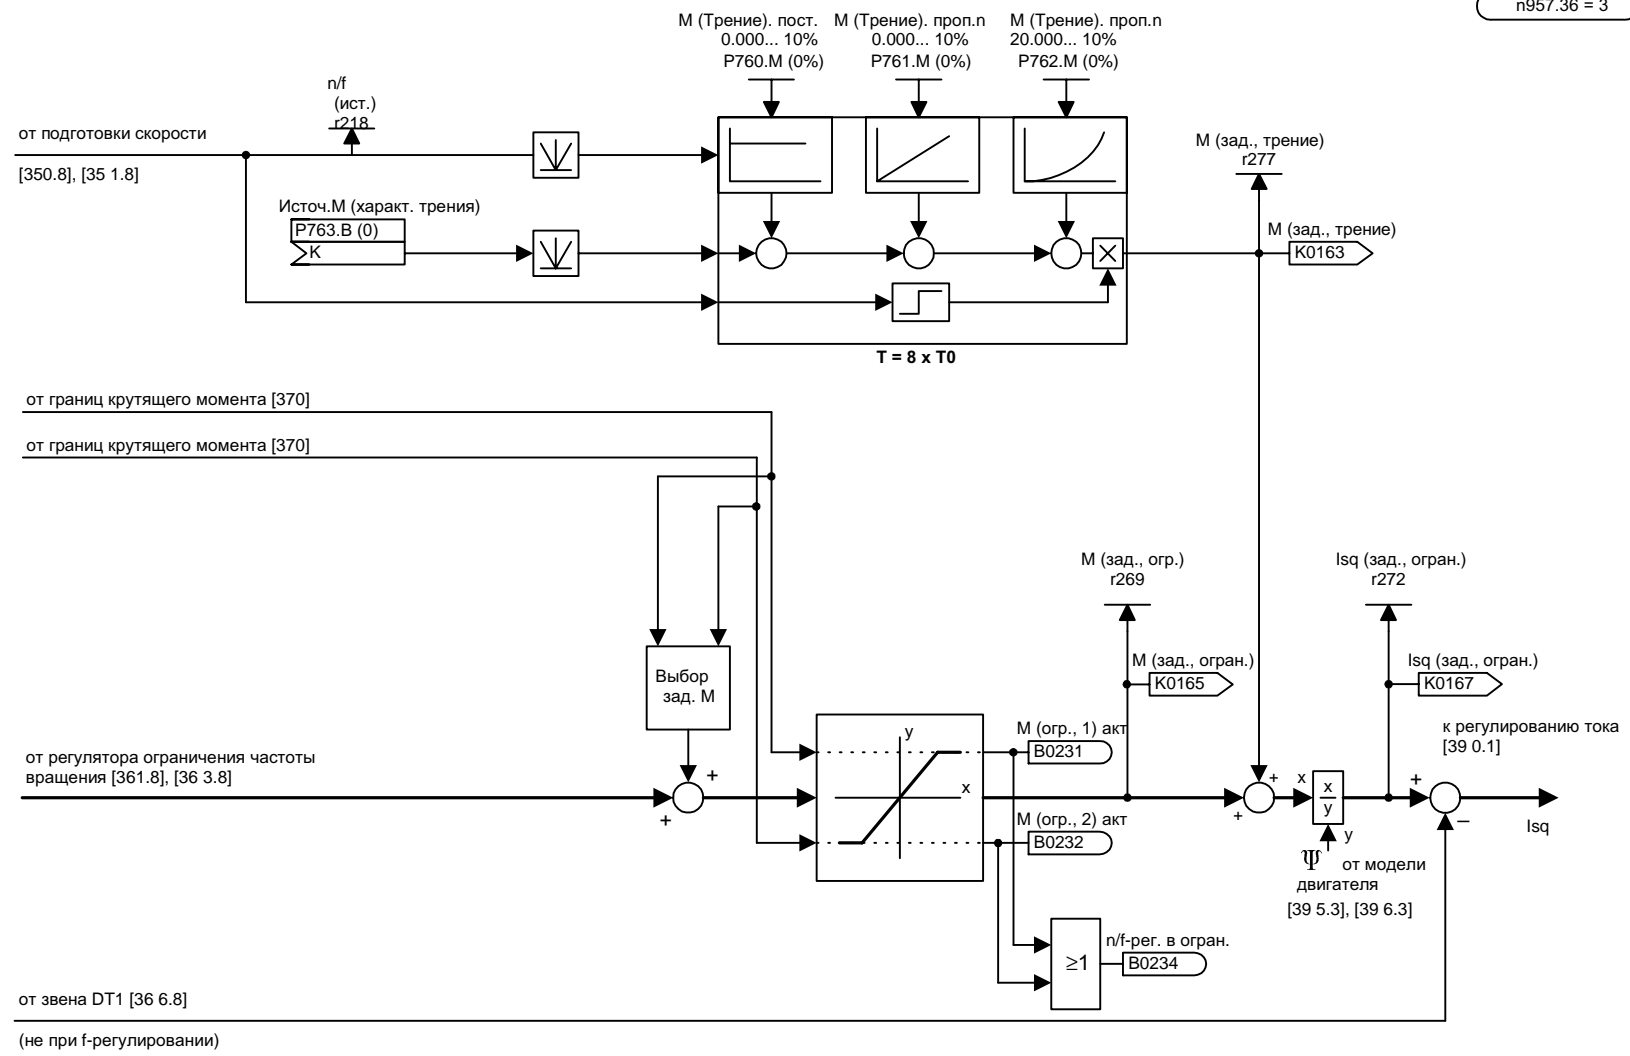 n957.36 = 3
M (Трение). пост.
0.000... 10%
P760.M (0%)
M (Трение). проп.n
0.000... 10%
P761.M (0%)
M (Трение). проп.n
20.000... 10%
P762.M (0%)
n/f
(ист.)
r218
от подготовки скорости
[350.8], [35 1.8]
Источ.М (характ. трения)
P763.B (0)
K
M (зад., трение)
r277
M (зад., трение)
K0163
T = 8 x T0
от границ крутящего момента [370]
от границ крутящего момента [370]
M (зад., огр.)
r269
Isq (зад., огран.)
r272
M (зад., огран.)
K0165
Isq (зад., огран.)
K0167
Выбор
зад. М
к регулированию тока
[39 0.1]
от регулятора ограничения частоты
вращения [361.8], [36 3.8]
+
+
y
x
M (огр., 1) акт
B0231
M (огр., 2) акт
B0232
+
+
x
x
y
y
+
–
Isq
Ψ от модели
двигателя
[39 5.3], [39 6.3]
≥1
n/f-рег. в огран.
B0234
от звена DT1 [36 6.8]
(не при f-регулировании)